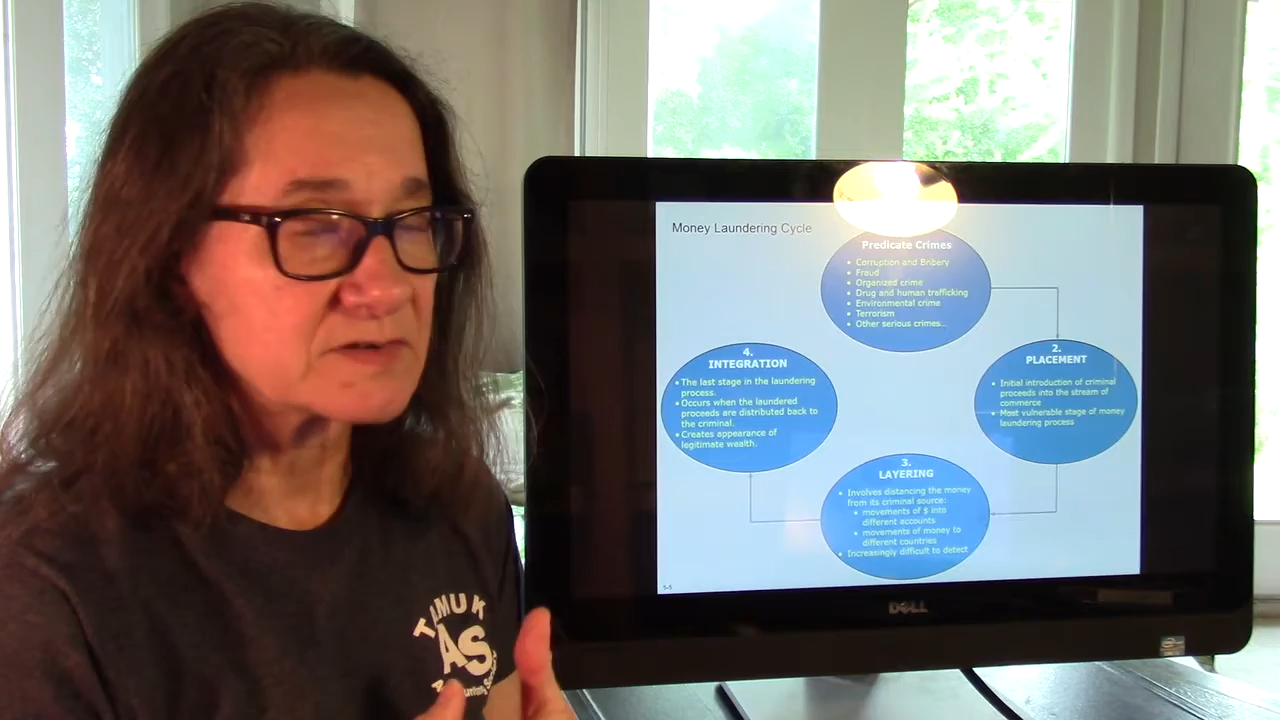 Money Laundering Cycle
Predicate Crimes
• Corruption and Bribery
• Fraud
• Organized crime
• Drug and human trafficking
• Environmental crime
• Terrorism
• Other serious crimes...
2.
PLACEMENT
• Initial introduction of criminal
proceeds into the stream of
commerce
• Most vulnerable stage of money
laundering process
3.
LAYERING
• Involves distancing the money
from its criminal source:
• movements of $ into
different accounts
• movements of money to
different countries
• Increasingly difficult to detect
4.
INTEGRATION
• The last stage in the laundering
process.
• Occurs when the laundered
proceeds are distributed back to
the criminal.
• Creates appearance of
legitimate wealth.
5-5
DELL
TAMUK
AS